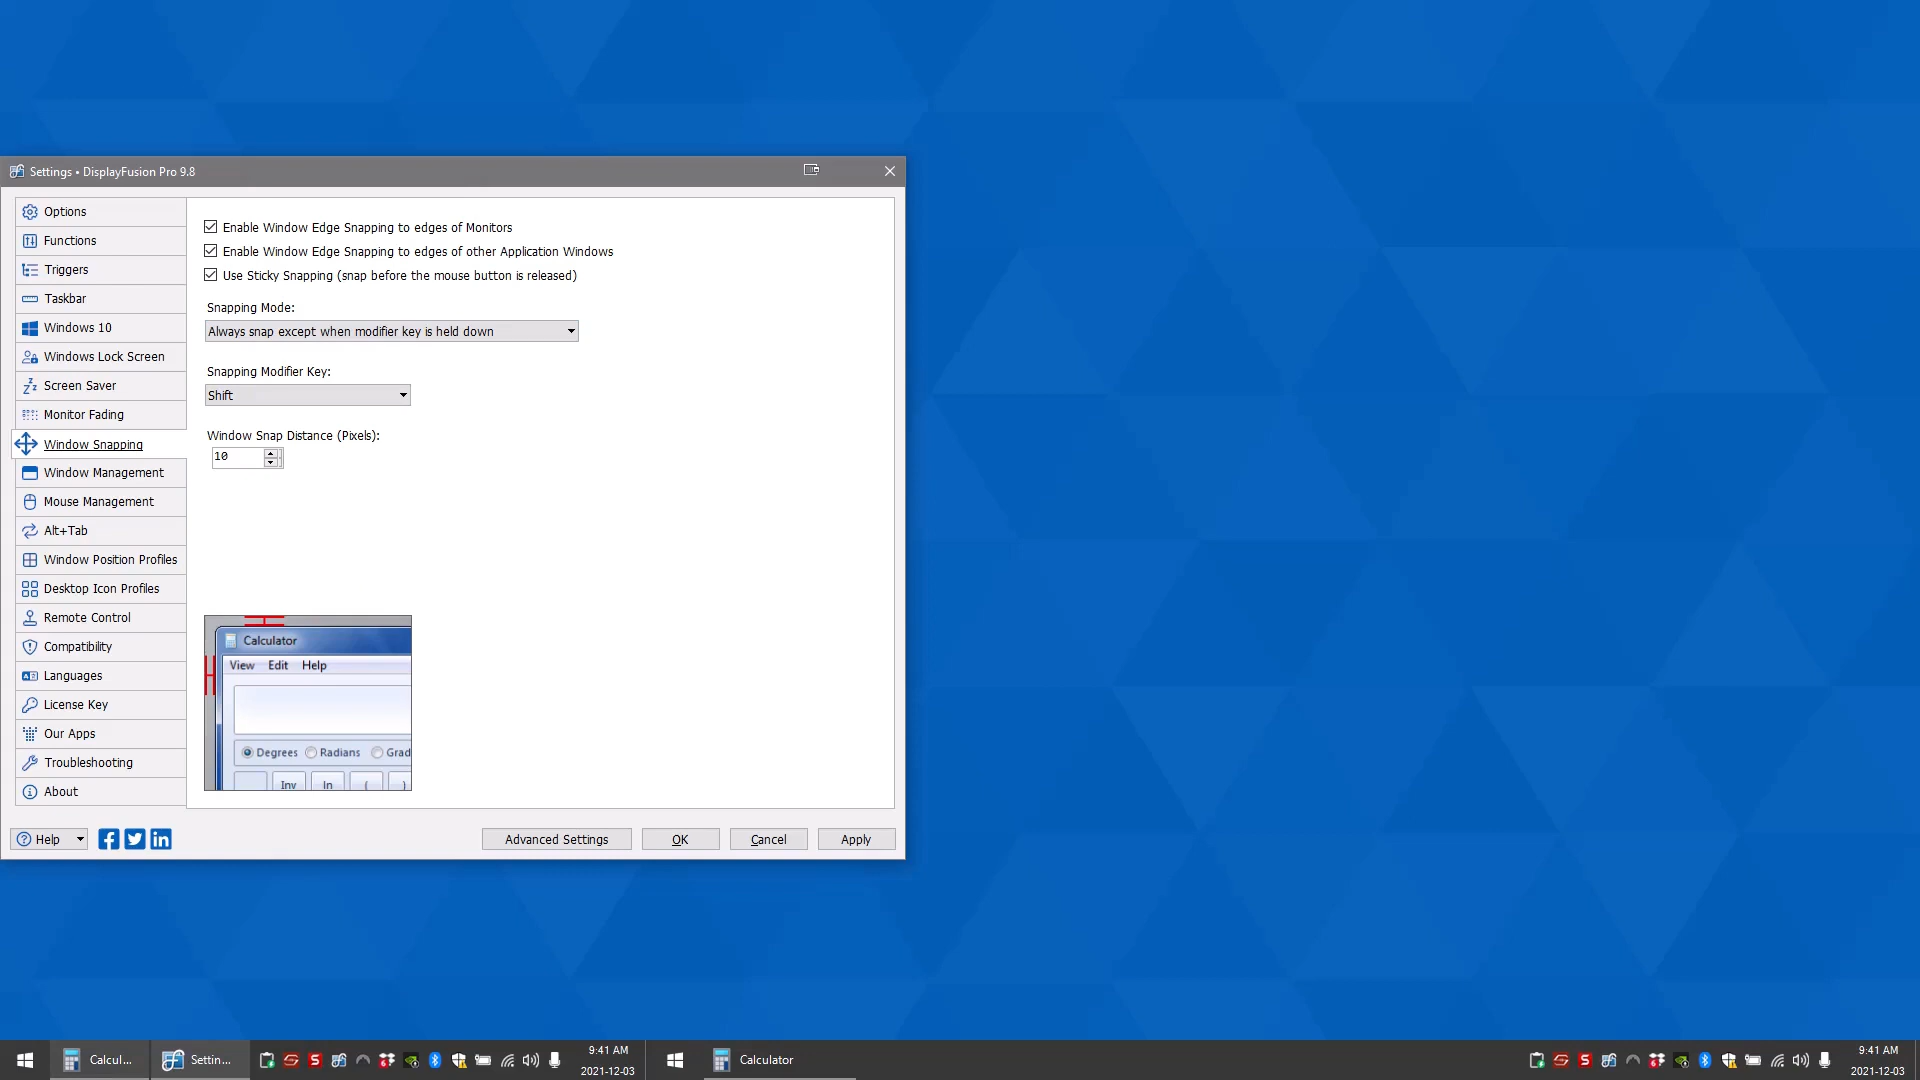 Settings • DisplayFusion Pro 9.8
Options
Functions
Triggers
Taskbar
Windows 10
Windows Lock Screen
Screen Saver
Monitor Fading
Window Snapping
Window Management
Mouse Management
Alt+Tab
Window Position Profiles
Desktop Icon Profiles
Remote Control
Compatibility
Languages
License Key
Our Apps
Troubleshooting
About
Enable Window Edge Snapping to edges of Monitors
Enable Window Edge Snapping to edges of other Application Windows
Use Sticky Snapping (snap before the mouse button is released)
Snapping Mode:
Always snap except when modifier key is held down
Snapping Modifier Key:
Shift
Window Snap Distance (Pixels):
10
Calculator
View Edit Help
Degrees Radians Grad
Inv ln ( )
Help
Advanced Settings OK Cancel Apply
Calcul... Settin... 9:41 AM
2021-12-03
Calculator 9:41 AM
2021-12-03